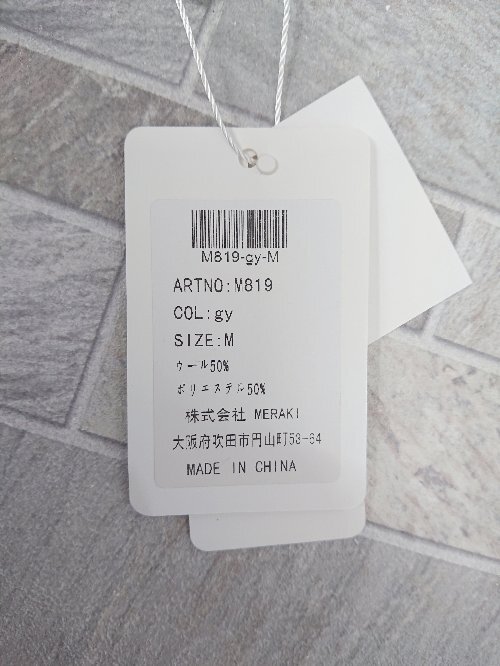 M819-gy-M
ARTNO:M819
COL:gy
SIZE:M
ウール50%
ポリエステル50%
株式会社 MERAKI
大阪府吹田市円山町53-64
MADE IN CHINA